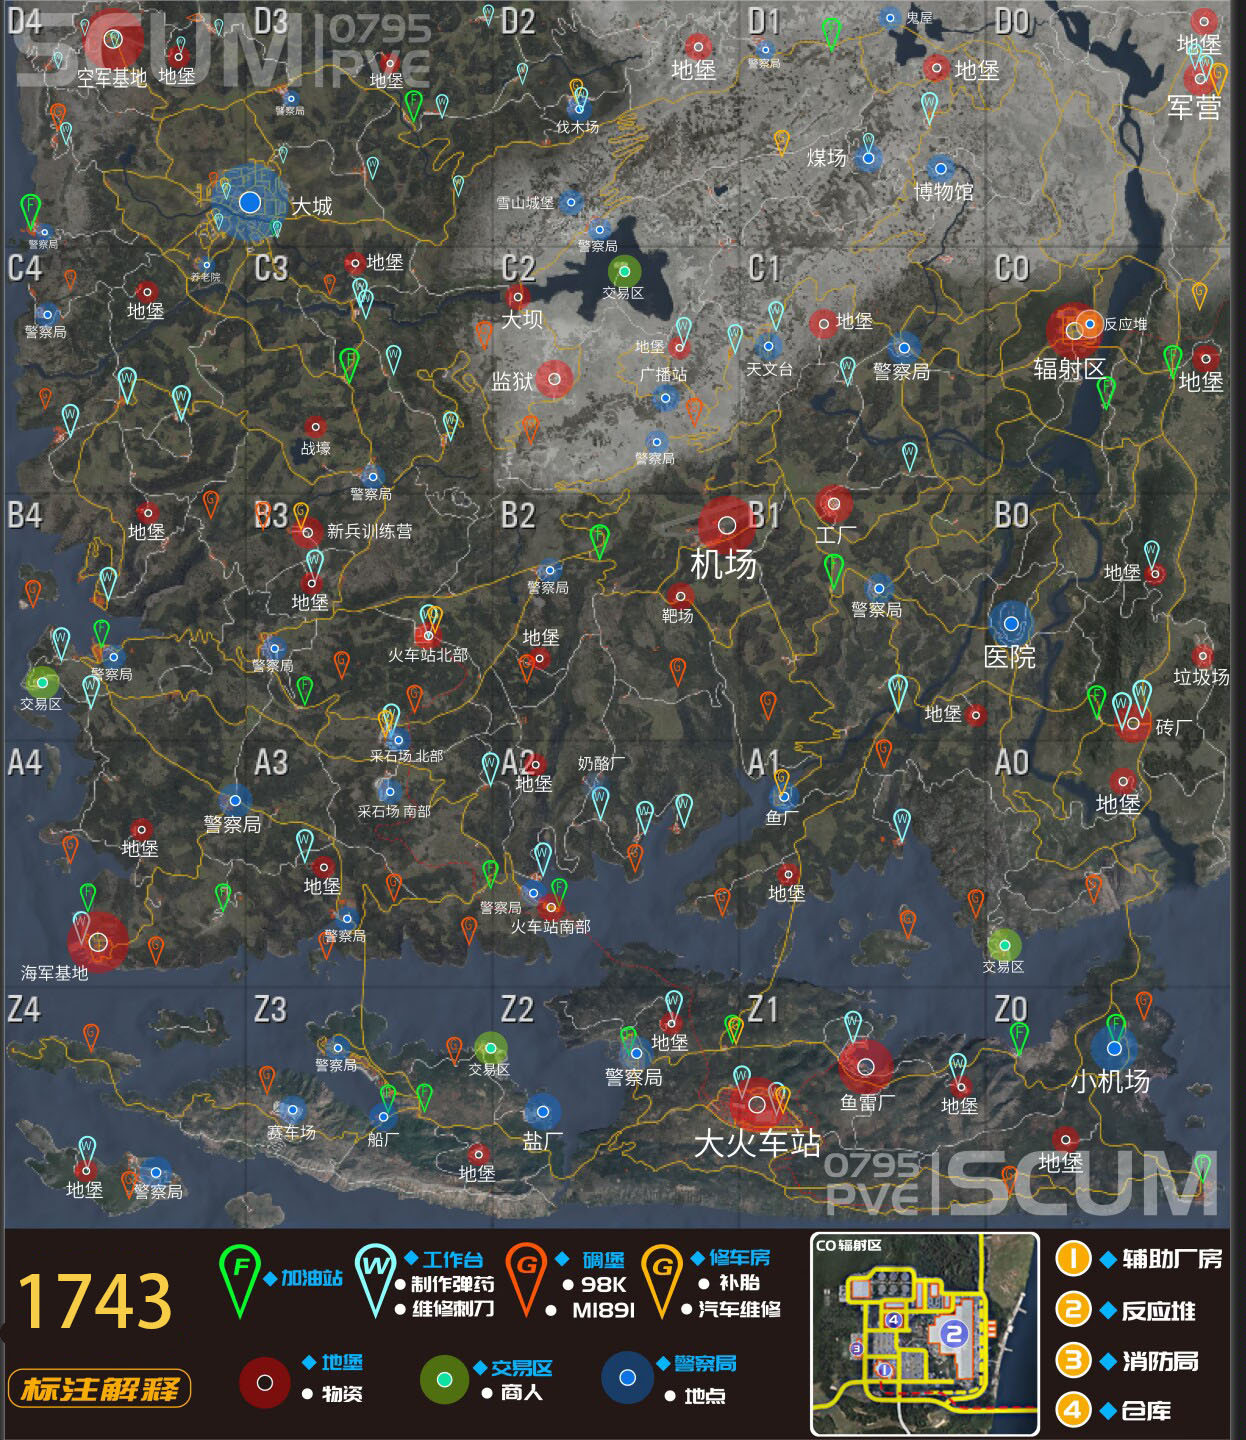 D4
D3
D2
D1
D0
SCUM
0795
PVE
鬼屋
地堡
空军基地
地堡
地堡
地堡
警察局
地堡
军营
警察局
伐木场
煤场
博物馆
大城
雪山城堡
警察局
警察局
养老院
C4
C3
C2
C1
C0
地堡
地堡
警察局
大坝
交易区
地堡
反应堆
地堡
广播站
天文台
警察局
辐射区
地堡
监狱
战壕
警察局
警察局
B4
B3
B2
B1
B0
地堡
新兵训练营
机场
工厂
地堡
地堡
警察局
靶场
警察局
火车站北部
地堡
医院
警察局
警察局
垃圾场
交易区
地堡
砖厂
采石场 北部
A4
A3
A2
A1
A0
地堡
奶酪厂
采石场 南部
鱼厂
地堡
警察局
地堡
地堡
地堡
警察局
火车站南部
警察局
海军基地
交易区
Z4
Z3
Z2
Z1
Z0
地堡
警察局
交易区
警察局
小机场
鱼雷厂
地堡
赛车场
船厂
盐厂
大火车站
地堡
地堡
地堡
警察局
0795
PVE
SCUM
1743
标注解释
F
加油站
W
工作台
制作弹药
维修刺刀
G
碉堡
98K
M1891
G
修车房
补胎
汽车维修
地堡
物资
交易区
商人
警察局
地点
C0辐射区
4
2
3
1
1 辅助厂房
2 反应堆
3 消防局
4 仓库